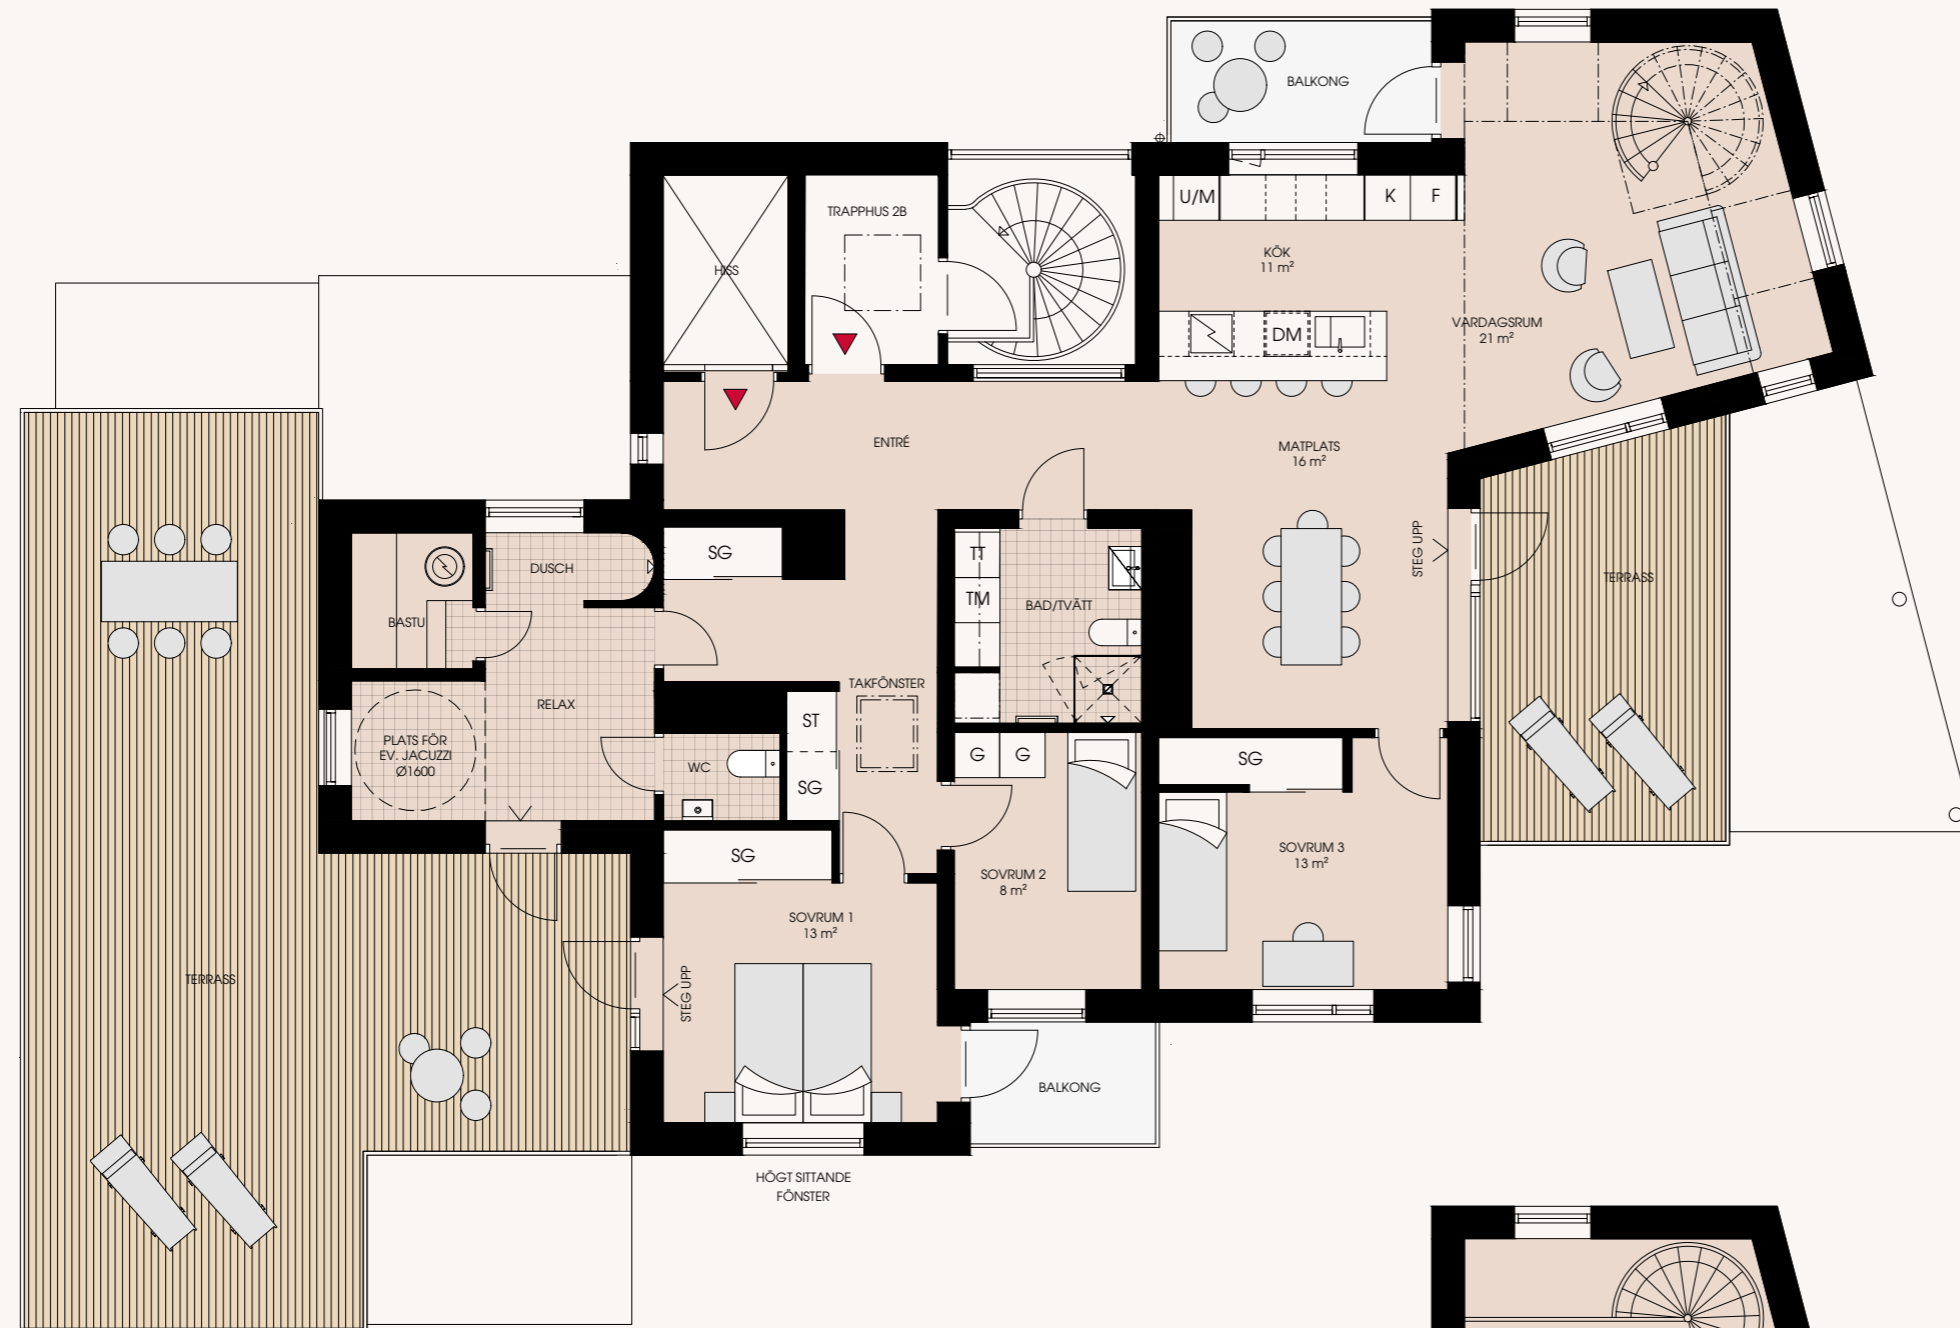 BALKONG
U/M
K
F
TRAPPHUS 2B
HISS
KÖK
11 m²
DM
VARDAGSRUM
21 m²
ENTRÉ
MATPLATS
16 m²
STEG UPP
TERRASS
SG
DUSCH
BASTU
TT
TM
BAD/TVÄTT
RELAX
TAKFÖNSTER
PLATS FÖR
EV. JACUZZI
Ø1600
WC
ST
SG
G
G
SG
SG
SOVRUM 1
13 m²
SOVRUM 2
8 m²
SOVRUM 3
13 m²
TERRASS
STEG UPP
BALKONG
HÖGT SITTANDE
FÖNSTER